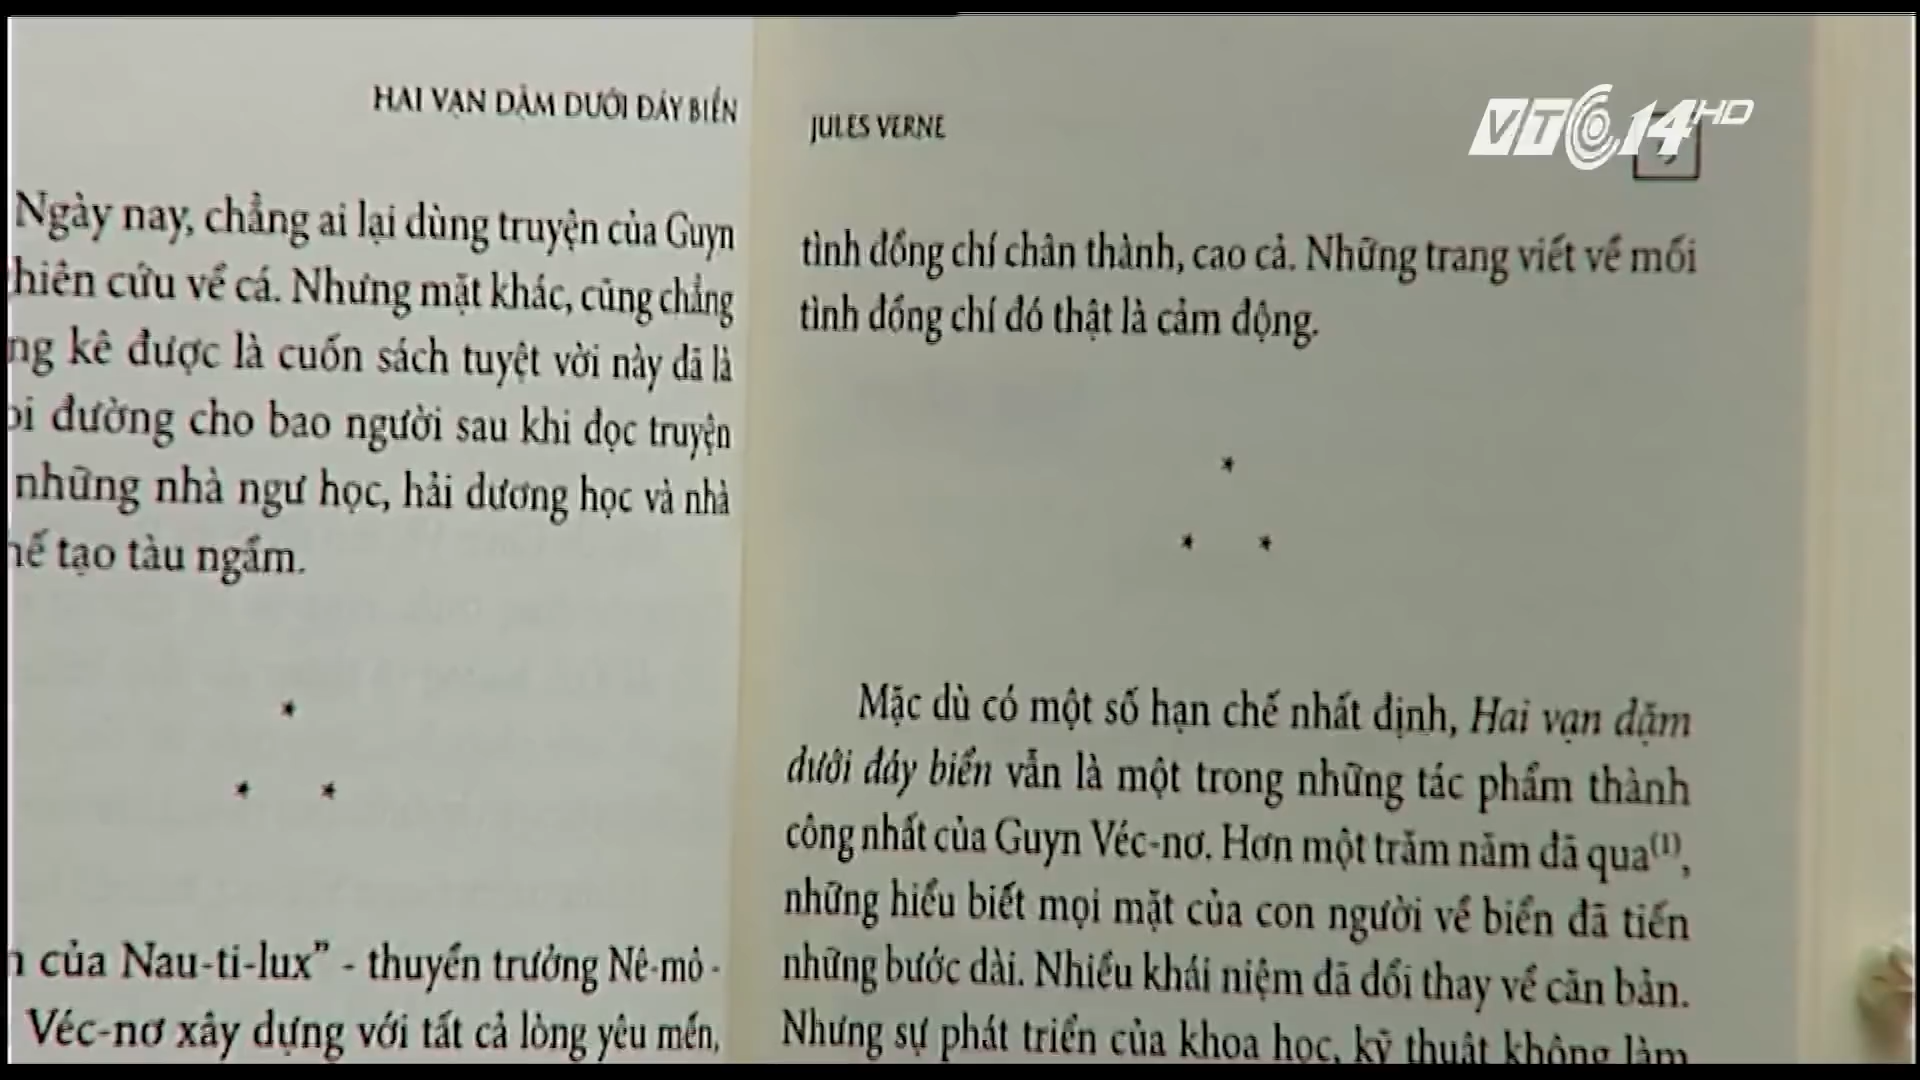 HAI VẠN DẶM DƯỚI ĐÁY BIỂN
Ngày nay, chẳng ai lại dùng truyện của Guyn
cứu về cá. Nhưng mặt khác, cũng chẳng
kê được là cuốn sách tuyệt vời này đã là
đường cho bao người sau khi đọc truyện
những nhà ngư học, hải dương học và nhà
tạo tàu ngầm.
*
* *
của Nau-ti-lux” - thuyền trưởng Nê-mô -
Véc-nơ xây dựng với tất cả lòng yêu mến,
JULES VERNE
VTC14 HD
tình đồng chí chân thành, cao cả. Những trang viết về mối
tình đồng chí đó thật là cảm động.
*
* *
Mặc dù có một số hạn chế nhất định, Hai vạn dặm
dưới đáy biển vẫn là một trong những tác phẩm thành
công nhất của Guyn Véc-nơ. Hơn một trăm năm đã qua(1),
những hiểu biết mọi mặt của con người về biển đã tiến
những bước dài. Nhiều khái niệm đã đổi thay về căn bản.
Nhưng sự phát triển của khoa học, kỹ thuật không làm